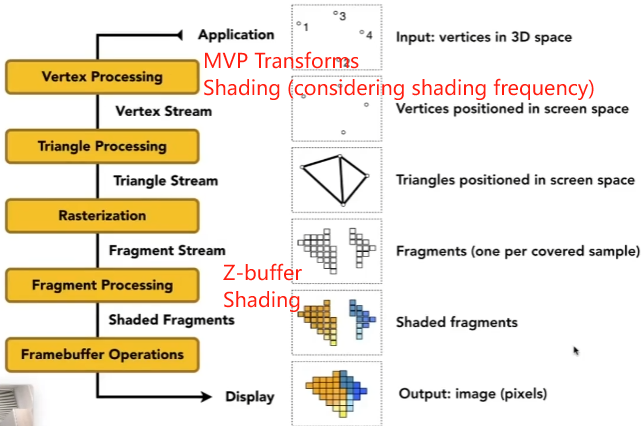 Application
1
3
4
2
Input: vertices in 3D space
Vertex Processing
MVP Transforms
Shading (considering shading frequency)
Vertex Stream
Vertices positioned in screen space
Triangle Processing
Triangle Stream
Triangles positioned in screen space
Rasterization
Fragment Stream
Fragments (one per covered sample)
Fragment Processing
Z-buffer
Shading
Shaded Fragments
Shaded fragments
Framebuffer Operations
Display
Output: image (pixels)